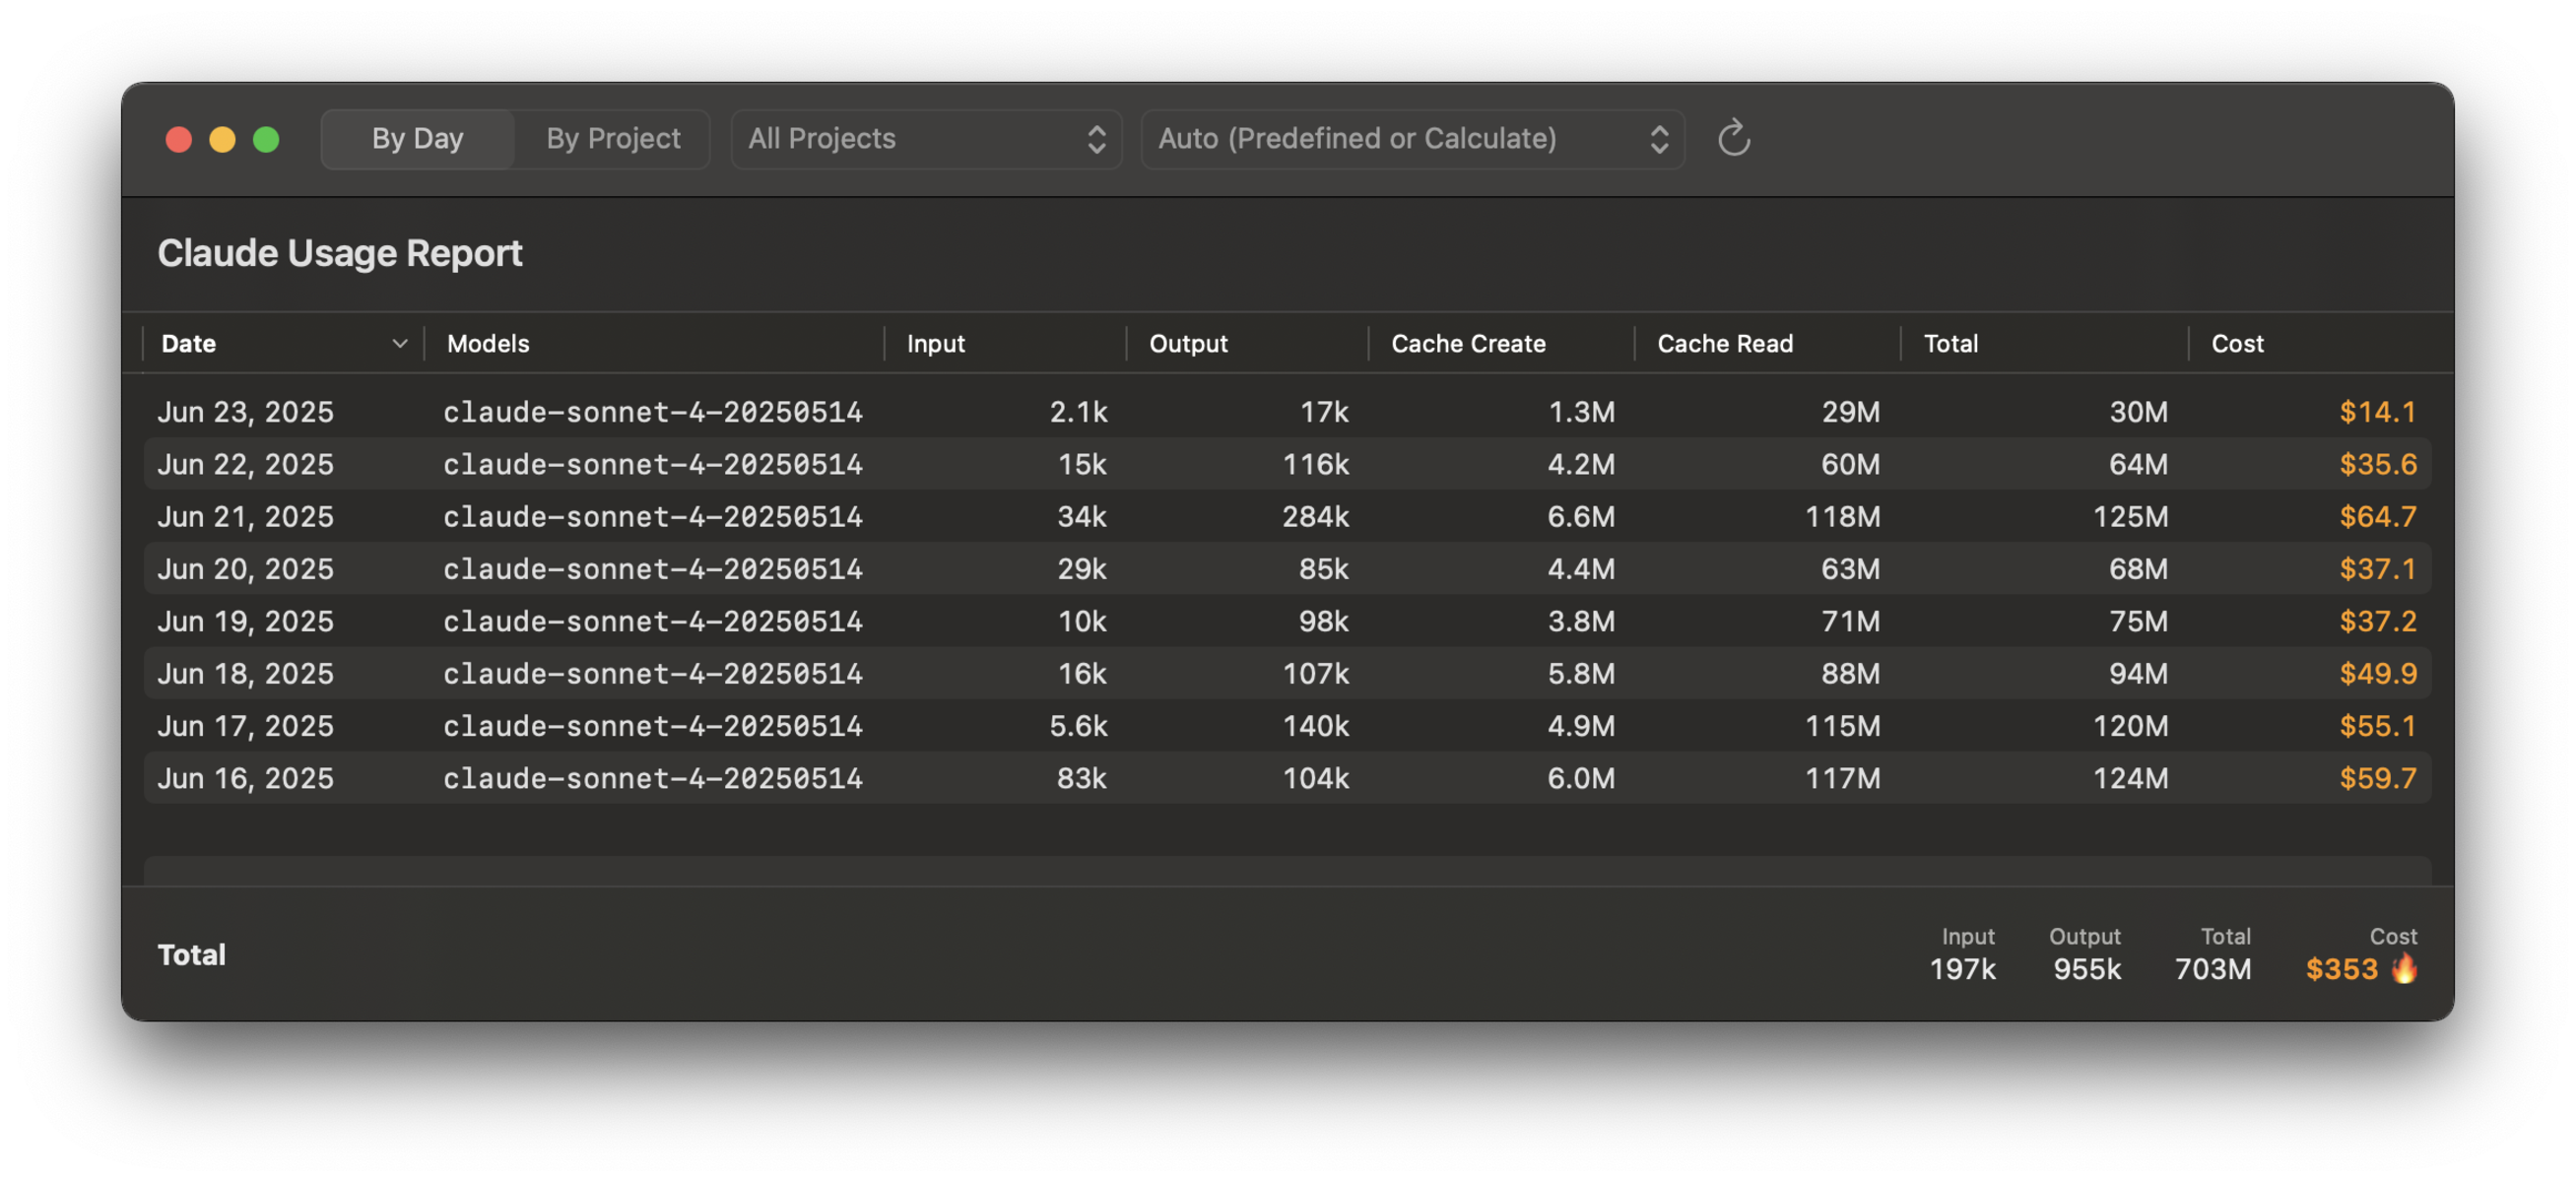 By Day By Project All Projects Auto (Predefined or Calculate)
Claude Usage Report
Date Models Input Output Cache Create Cache Read Total Cost
Jun 23, 2025 claude-sonnet-4-20250514 2.1k 17k 1.3M 29M 30M $14.1
Jun 22, 2025 claude-sonnet-4-20250514 15k 116k 4.2M 60M 64M $35.6
Jun 21, 2025 claude-sonnet-4-20250514 34k 284k 6.6M 118M 125M $64.7
Jun 20, 2025 claude-sonnet-4-20250514 29k 85k 4.4M 63M 68M $37.1
Jun 19, 2025 claude-sonnet-4-20250514 10k 98k 3.8M 71M 75M $37.2
Jun 18, 2025 claude-sonnet-4-20250514 16k 107k 5.8M 88M 94M $49.9
Jun 17, 2025 claude-sonnet-4-20250514 5.6k 140k 4.9M 115M 120M $55.1
Jun 16, 2025 claude-sonnet-4-20250514 83k 104k 6.0M 117M 124M $59.7
Total
Input Output Total Cost
197k 955k 703M $353 🔥